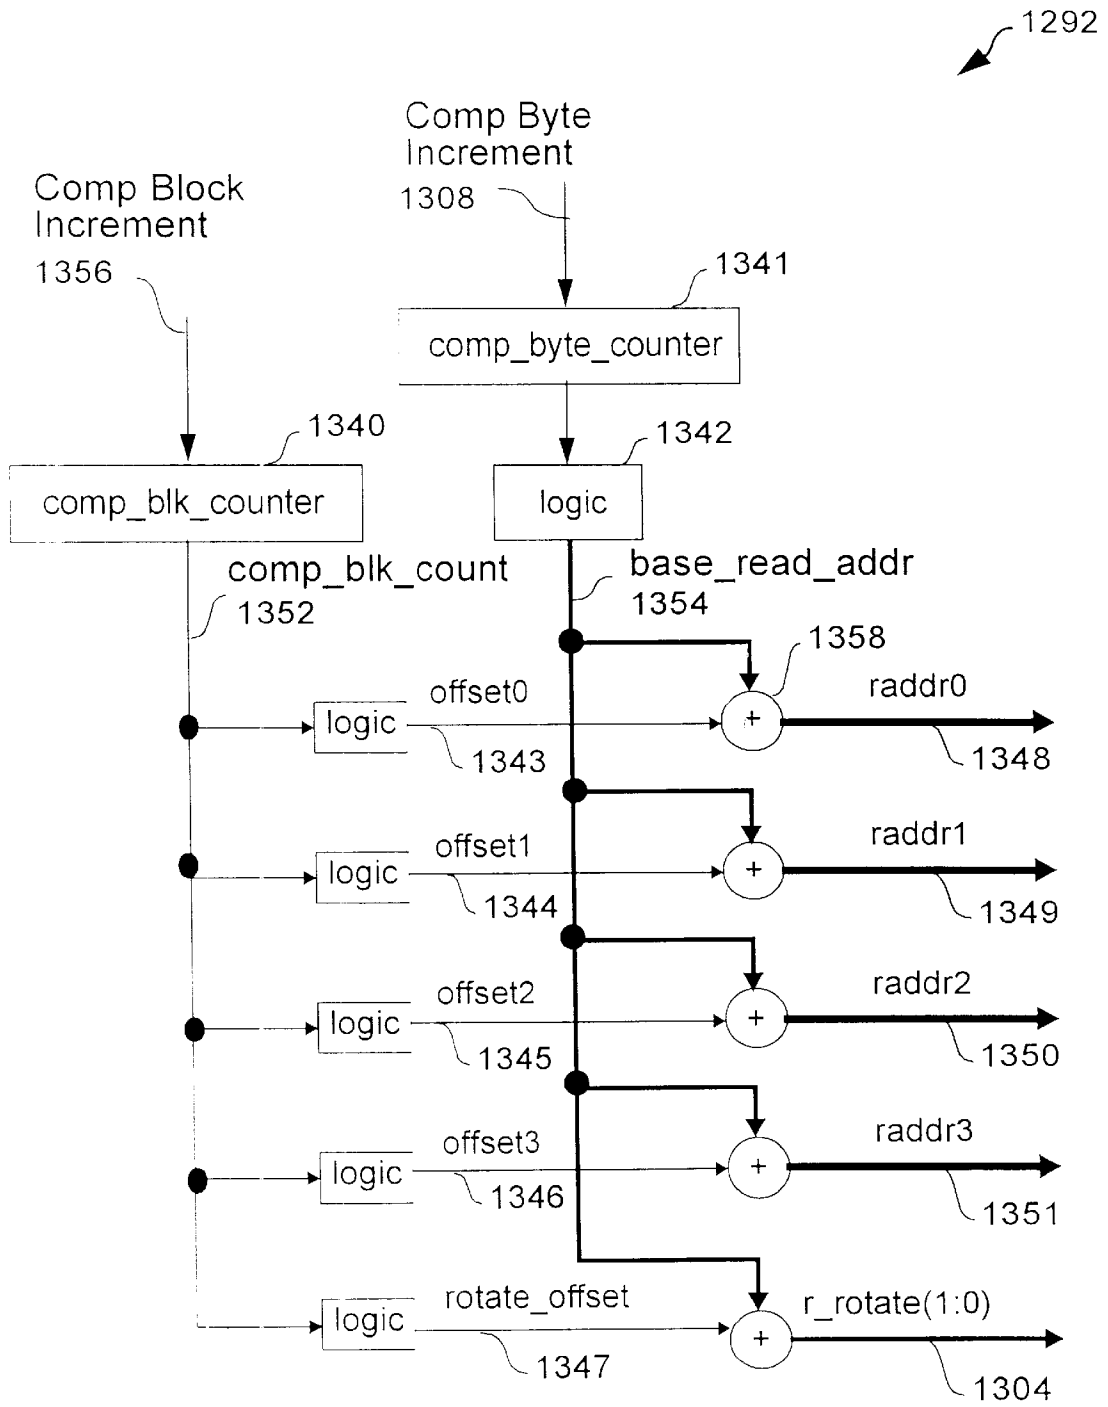 1292
Comp Byte
Increment
1308
Comp Block
Increment
1356
1341
comp_byte_counter
1340
1342
comp_blk_counter
logic
comp_blk_count
1352
base_read_addr
1354
1358
logic
offset0
1343
+
raddr0
1348
logic
offset1
1344
+
raddr1
1349
logic
offset2
1345
+
raddr2
1350
logic
offset3
1346
+
raddr3
1351
logic
rotate_offset
1347
+
r_rotate(1:0)
1304